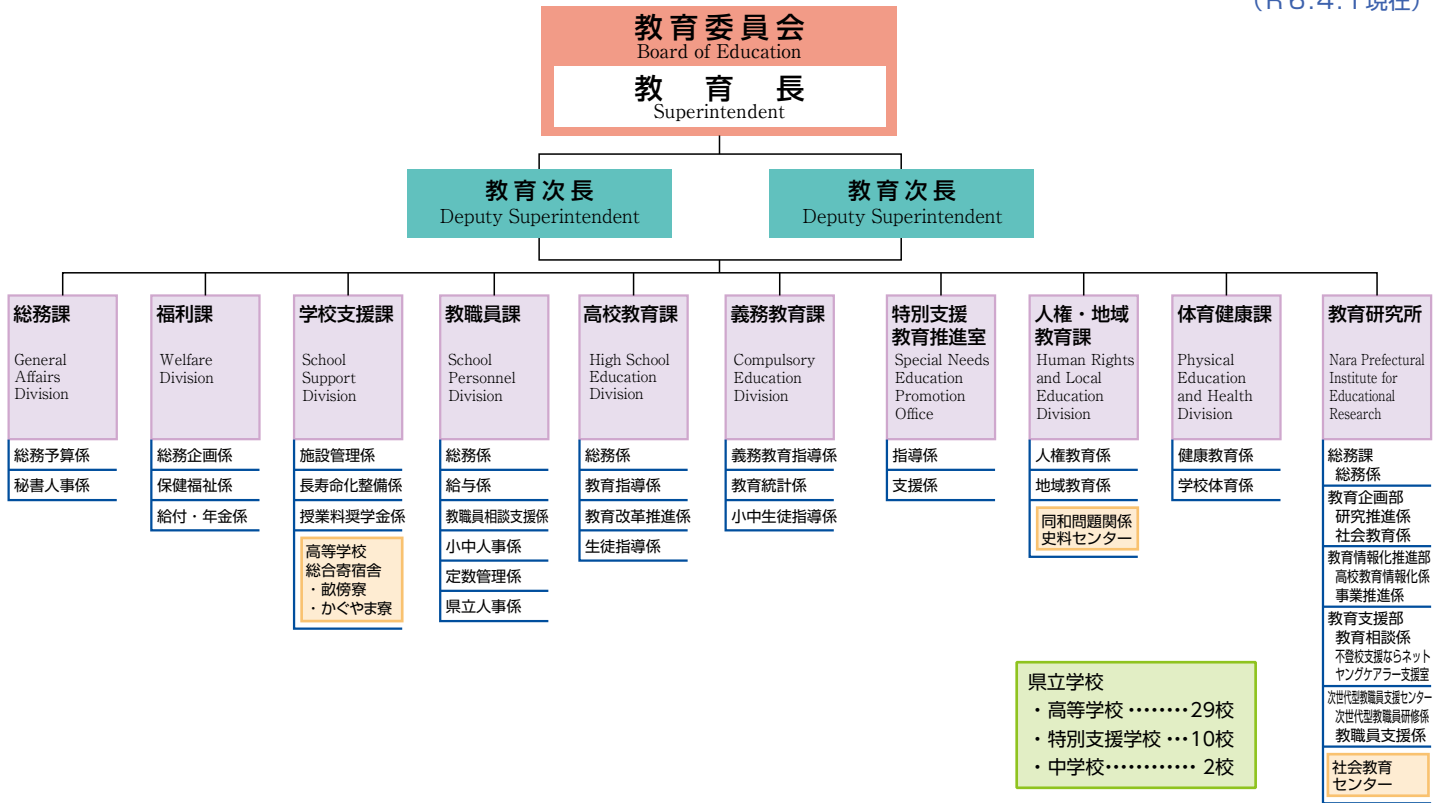 （R 6.4.1現在）
教育委員会
Board of Education
教育長
Superintendent
教育次長
Deputy Superintendent
教育次長
Deputy Superintendent
総務課
General
Affairs
Division
総務予算係
秘書人事係
福利課
Welfare
Division
総務企画係
保健福祉係
給付・年金係
学校支援課
School
Support
Division
施設管理係
長寿命化整備係
授業料奨学金係
高等学校
総合寄宿舎
・畝傍寮
・かぐやま寮
教職員課
School
Personnel
Division
総務係
給与係
教職員相談支援係
小中人事係
定数管理係
県立人事係
高校教育課
High School
Education
Division
総務係
教育指導係
教育改革推進係
生徒指導係
義務教育課
Compulsory
Education
Division
義務教育指導係
教育統計係
小中生徒指導係
特別支援
教育推進室
Special Needs
Education
Promotion
Office
指導係
支援係
人権・地域
教育課
Human Rights
and Local
Education
Division
人権教育係
地域教育係
同和問題関係
史料センター
体育健康課
Physical
Education
and Health
Division
健康教育係
学校体育係
教育研究所
Nara Prefectural
Institute for
Educational
Research
総務課
総務係
教育企画部
研究推進係
社会教育係
教育情報化推進部
高校教育情報化係
事業推進係
教育支援部
教育相談係
不登校支援ならネット
ヤングケアラー支援室
次世代型教職員支援センター
次世代型教職員研修係
教職員支援係
社会教育
センター
県立学校
・高等学校………29校
・特別支援学校…10校
・中学校………… 2校